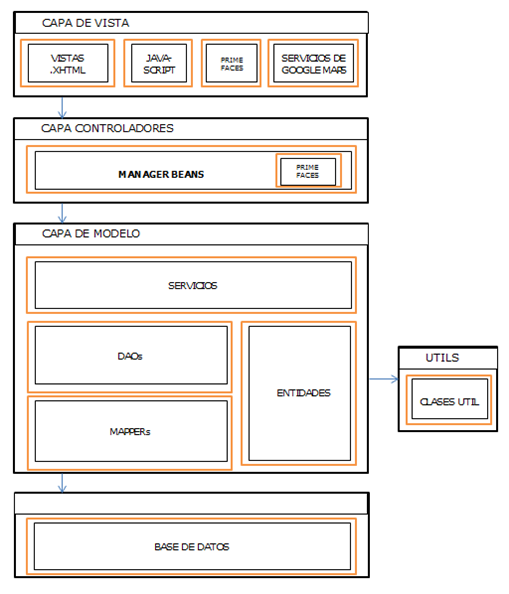 CAPA DE VISTA
VISTAS
.XHTML
JAVA-
SCRIPT
PRIME
FACES
SERVICIOS DE
GOOGLE MAPS
CAPA CONTROLADORES
MANAGER BEANS
PRIME
FACES
CAPA DE MODELO
SERVICIOS
DAOs
MAPPERs
ENTIDADES
UTILS
CLASES UTIL
BASE DE DATOS